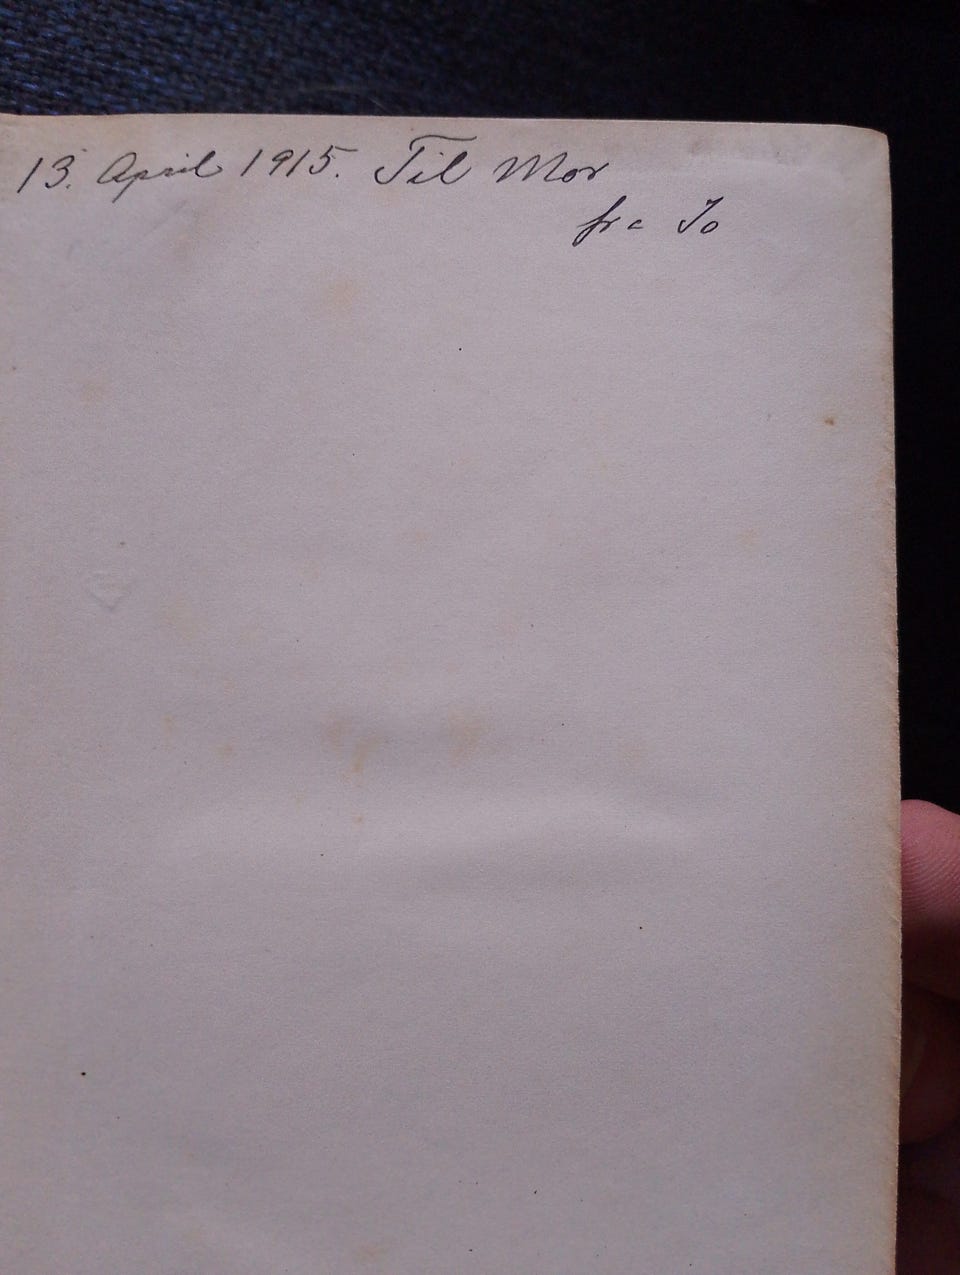 13. April 1915. Til Mor
fra Jo